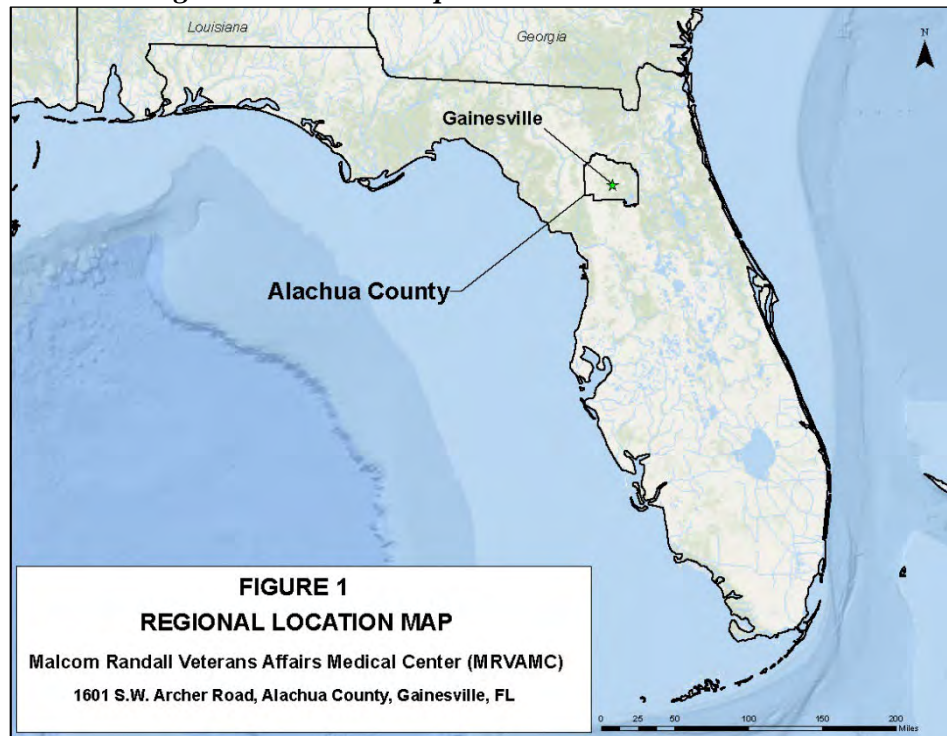 Louisiana
Georgia
N
Gainesville
Alachua County
FIGURE 1
REGIONAL LOCATION MAP
Malcom Randall Veterans Affairs Medical Center (MRVAMC)
1601 S.W. Archer Road, Alachua County, Gainesville, FL
0 25 50 100 150 200
Miles